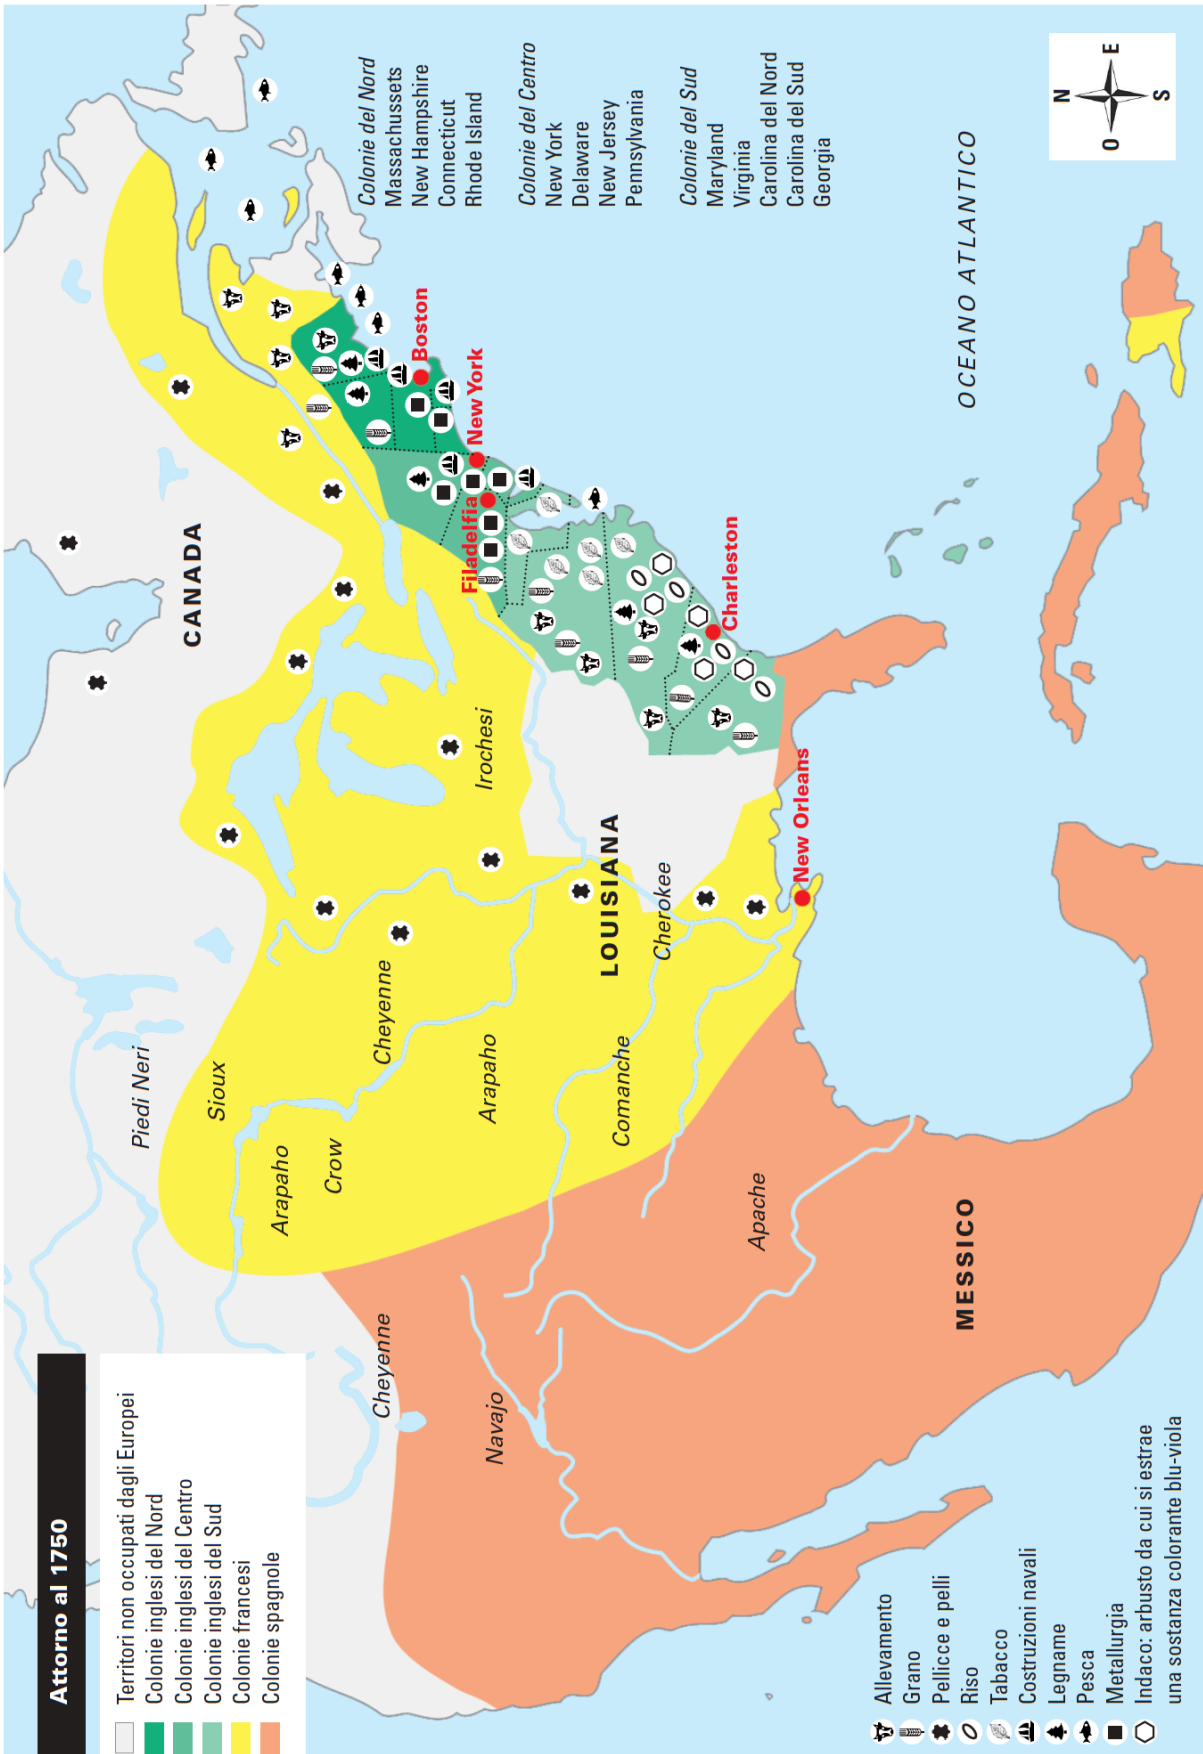 Attorno al 1750
Territori non occupati dagli Europei
Colonie inglesi del Nord
Colonie inglesi del Centro
Colonie inglesi del Sud
Colonie francesi
Colonie spagnole
CANADA
Piedi Neri
Sioux
Arapaho
Crow
Cheyenne
Arapaho
Irochesi
LOUISIANA
Cherokee
Comanche
Cheyenne
Navajo
Apache
MESSICO
Boston
New York
Filadelfia
Charleston
New Orleans
OCEANO ATLANTICO
Colonie del Nord
Massachussets
New Hampshire
Connecticut
Rhode Island
Colonie del Centro
New York
Delaware
New Jersey
Pennsylvania
Colonie del Sud
Maryland
Virginia
Carolina del Nord
Carolina del Sud
Georgia
N
O
E
S
Allevamento
Grano
Pellicce e pelli
Riso
Tabacco
Costruzioni navali
Legname
Pesca
Metallurgia
Indaco: arbusto da cui si estrae
una sostanza colorante blu-viola